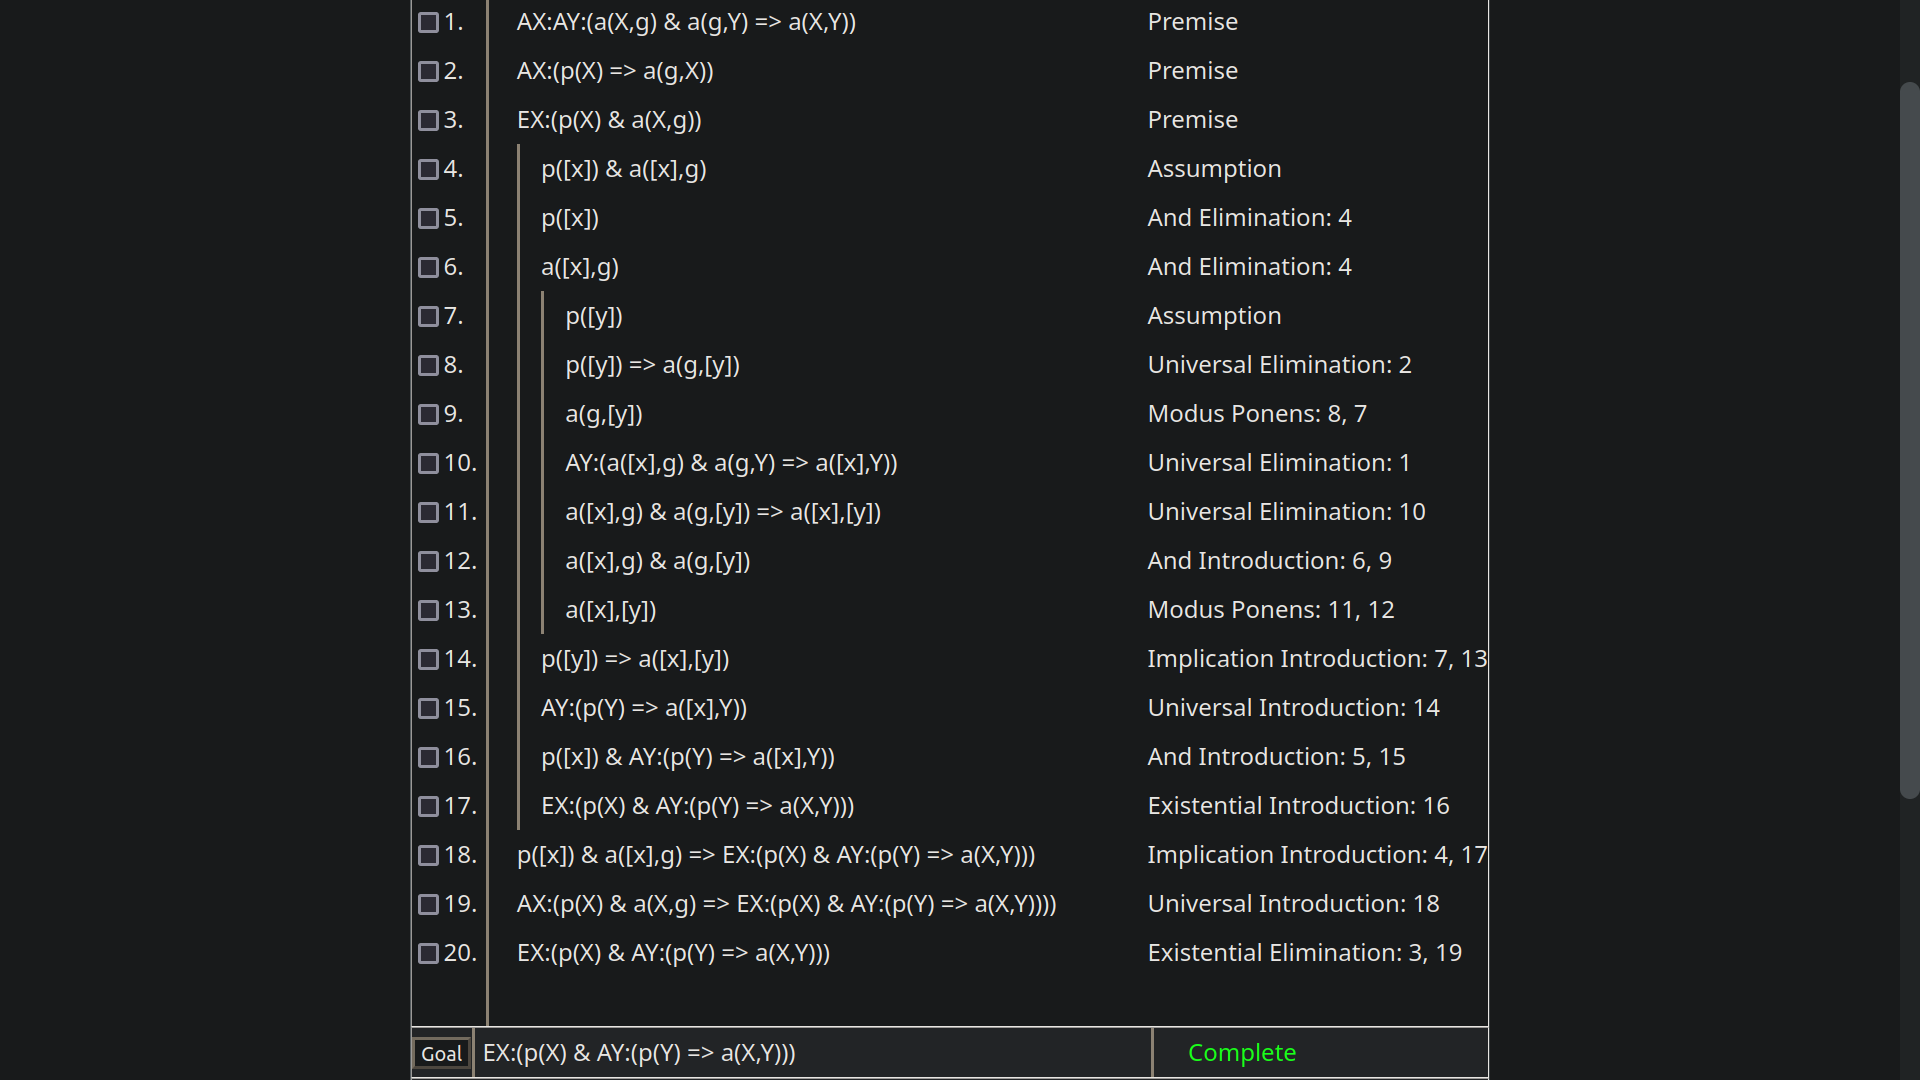 1. AX:AY:(a(X,g) & a(g,Y) => a(X,Y)) Premise
2. AX:(p(X) => a(g,X)) Premise
3. EX:(p(X) & a(X,g)) Premise
4. p([x]) & a([x],g) Assumption
5. p([x]) And Elimination: 4
6. a([x],g) And Elimination: 4
7. p([y]) Assumption
8. p([y]) => a(g,[y]) Universal Elimination: 2
9. a(g,[y]) Modus Ponens: 8, 7
10. AY:(a([x],g) & a(g,Y) => a([x],Y)) Universal Elimination: 1
11. a([x],g) & a(g,[y]) => a([x],[y]) Universal Elimination: 10
12. a([x],g) & a(g,[y]) And Introduction: 6, 9
13. a([x],[y]) Modus Ponens: 11, 12
14. p([y]) => a([x],[y]) Implication Introduction: 7, 13
15. AY:(p(Y) => a([x],Y)) Universal Introduction: 14
16. p([x]) & AY:(p(Y) => a([x],Y)) And Introduction: 5, 15
17. EX:(p(X) & AY:(p(Y) => a(X,Y))) Existential Introduction: 16
18. p([x]) & a([x],g) => EX:(p(X) & AY:(p(Y) => a(X,Y))) Implication Introduction: 4, 17
19. AX:(p(X) & a(X,g) => EX:(p(X) & AY:(p(Y) => a(X,Y)))) Universal Introduction: 18
20. EX:(p(X) & AY:(p(Y) => a(X,Y))) Existential Elimination: 3, 19
Goal EX:(p(X) & AY:(p(Y) => a(X,Y))) Complete